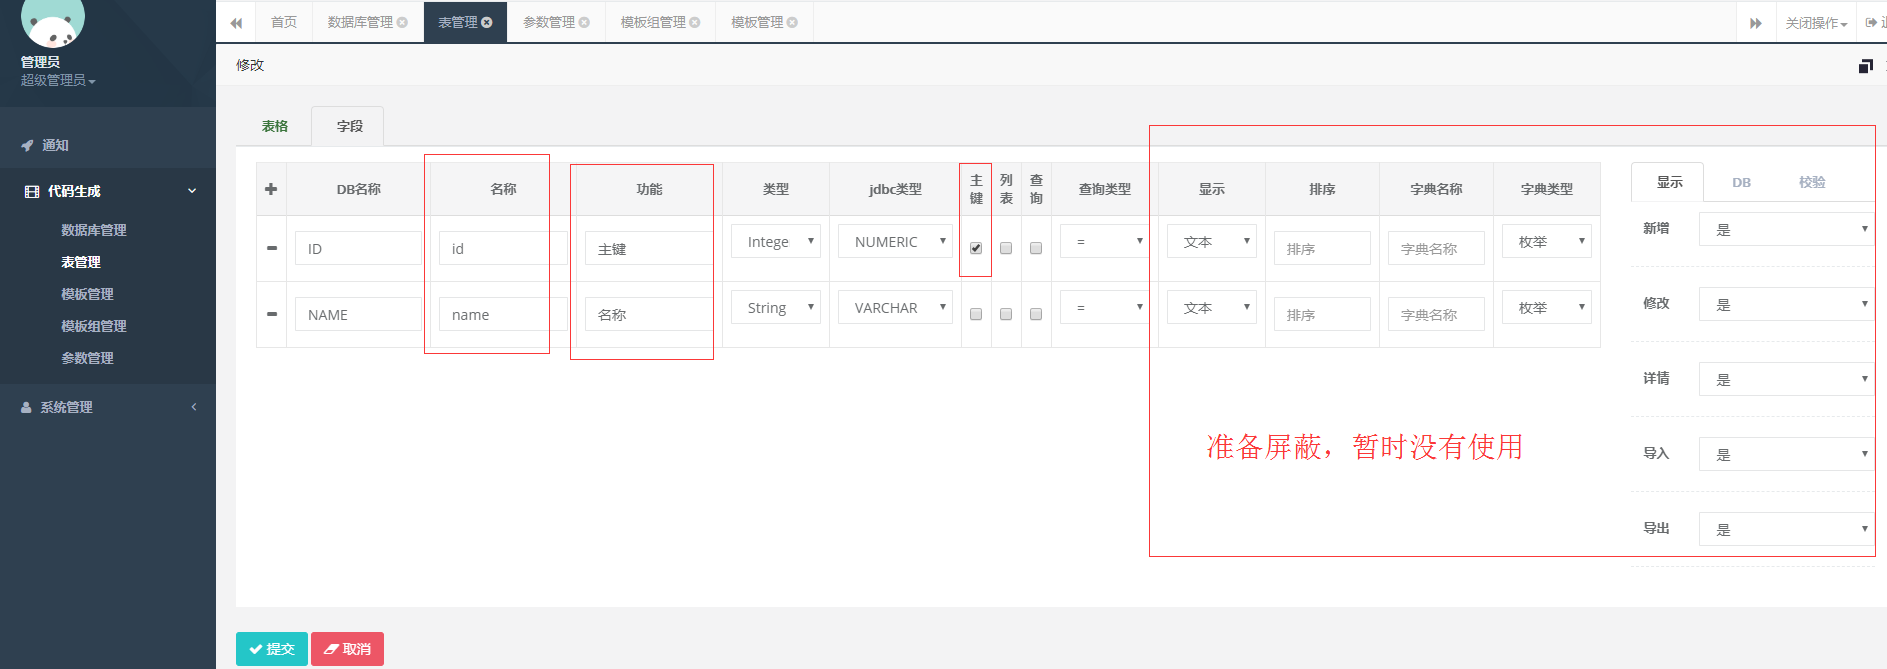 首页 数据库管理 表管理 参数管理 模板组管理 模板管理 关闭操作
管理员
超级管理员
修改
通知
代码生成
数据库管理
表管理
模板管理
模板组管理
参数管理
系统管理
表格 字段
DB名称 名称 功能 类型 jdbc类型 主键 列表 查询 查询类型 显示 排序 字典名称 字典类型
ID id 主键 Intege NUMERIC = 文本 排序 字典名称 枚举
NAME name 名称 String VARCHAR = 文本 排序 字典名称 枚举
显示 DB 校验
新增 是
修改 是
详情 是
导入 是
导出 是
准备屏蔽，暂时没有使用
提交 取消